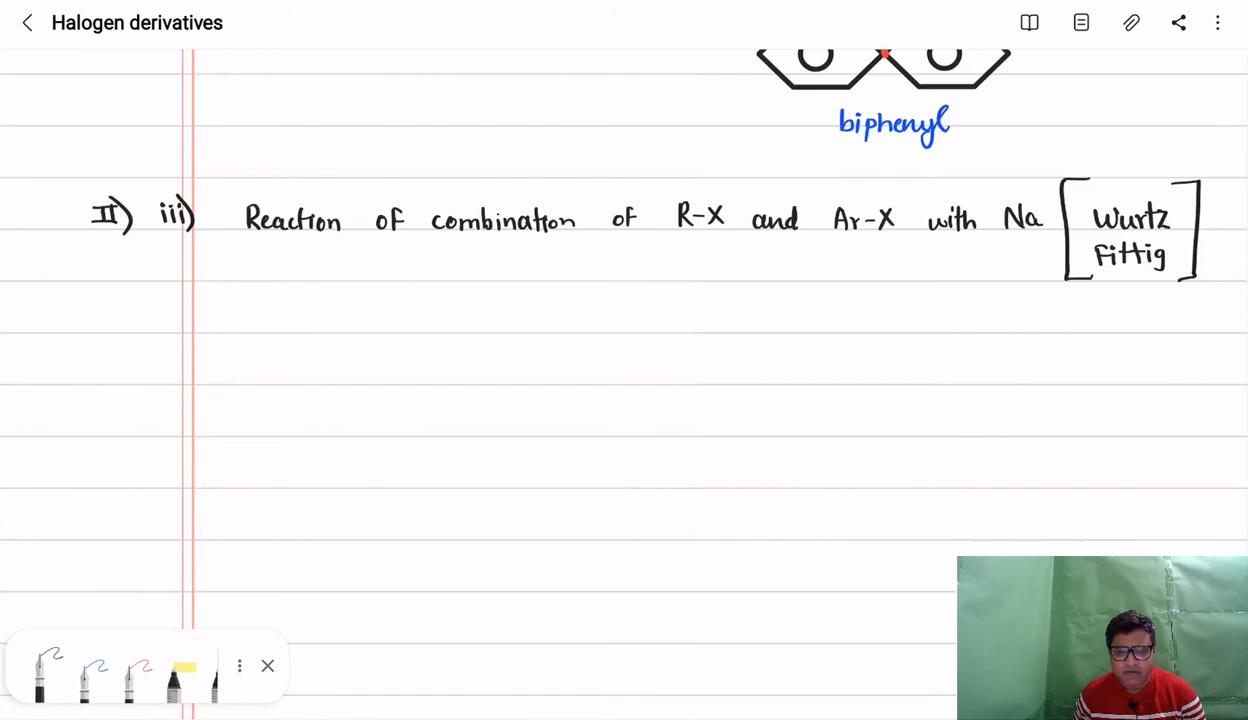 Halogen derivatives
biphenyl
II) iii) Reaction of combination of R-X and Ar-X with Na [Wurtz
Fittig]